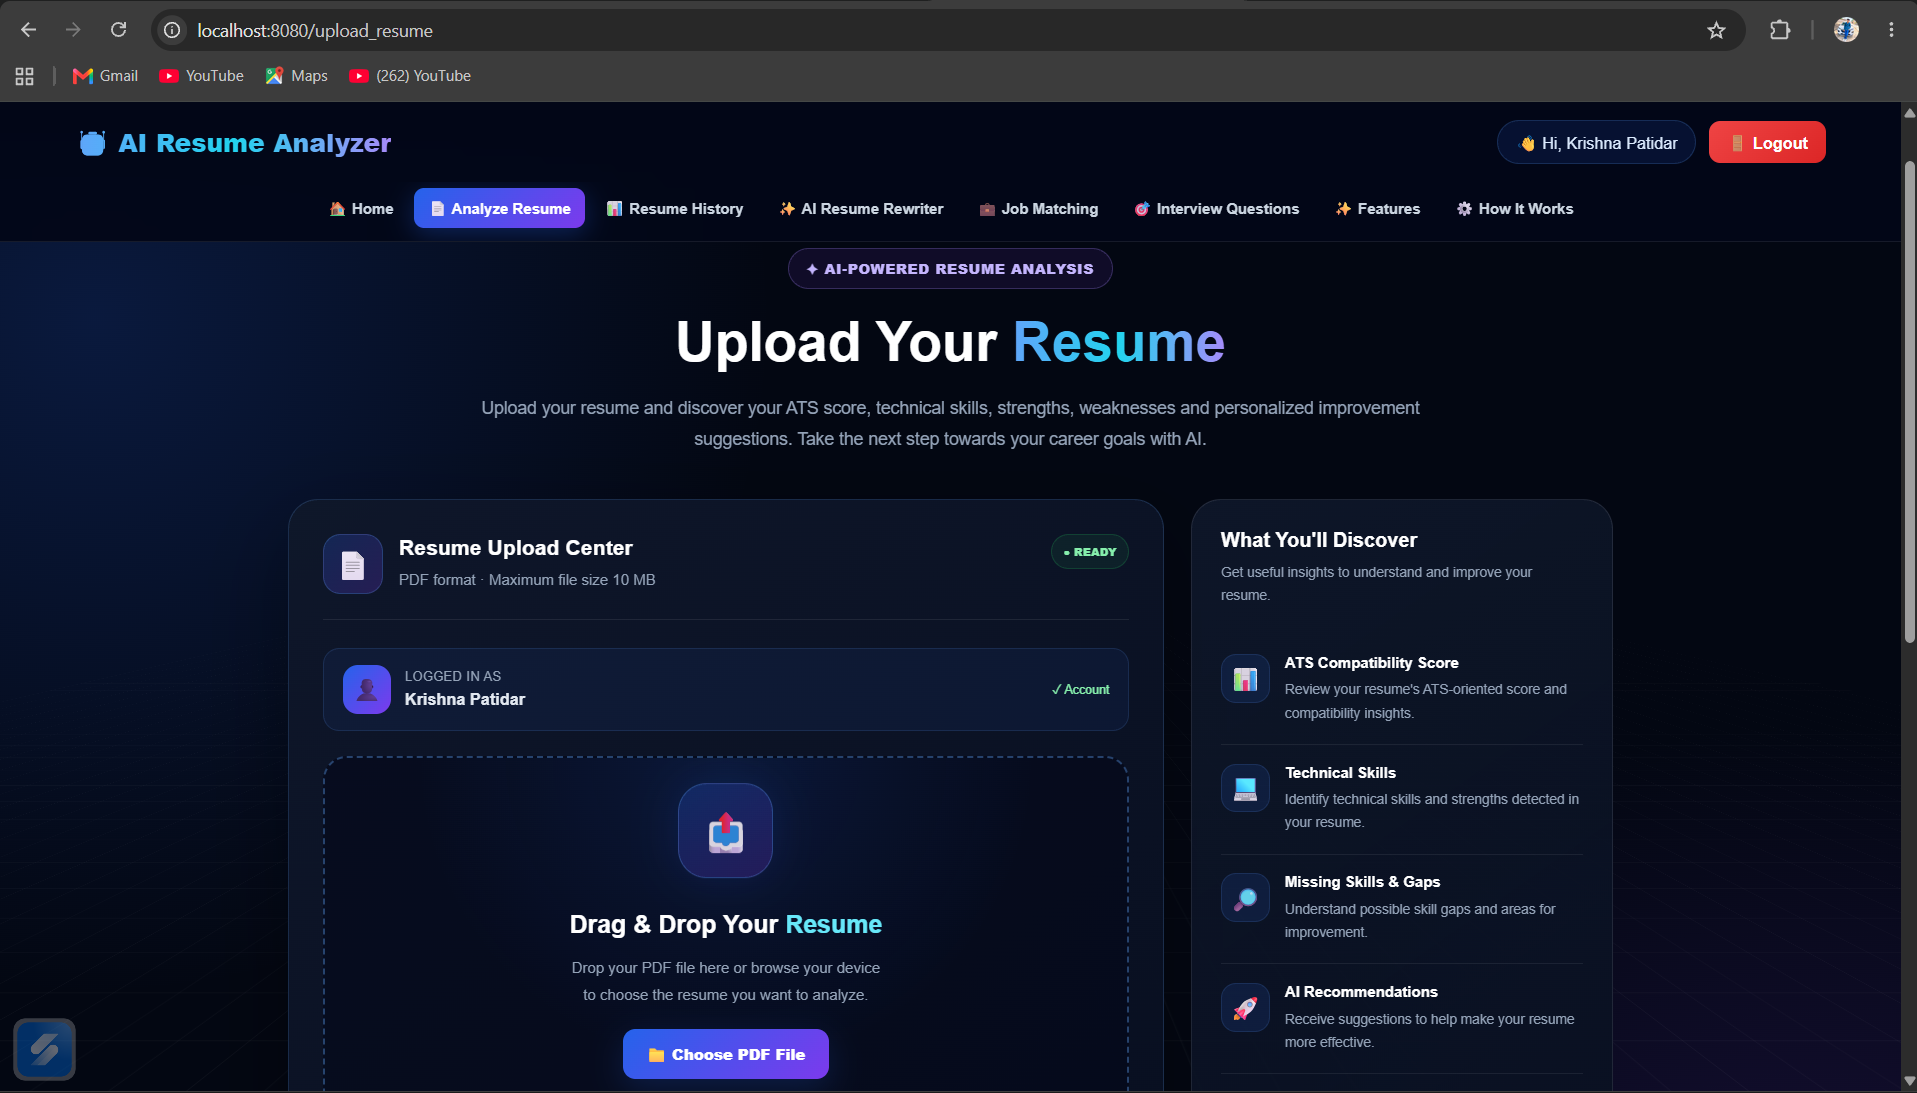 localhost:8080/upload_resume
Gmail
YouTube
Maps
(262) YouTube
AI Resume Analyzer
Hi, Krishna Patidar
Logout
Home
Analyze Resume
Resume History
AI Resume Rewriter
Job Matching
Interview Questions
Features
How It Works
✦ AI-POWERED RESUME ANALYSIS
Upload Your Resume
Upload your resume and discover your ATS score, technical skills, strengths, weaknesses and personalized improvement
suggestions. Take the next step towards your career goals with AI.
Resume Upload Center
PDF format · Maximum file size 10 MB
● READY
LOGGED IN AS
Krishna Patidar
✓ Account
Drag & Drop Your Resume
Drop your PDF file here or browse your device
to choose the resume you want to analyze.
Choose PDF File
What You'll Discover
Get useful insights to understand and improve your
resume.
ATS Compatibility Score
Review your resume's ATS-oriented score and
compatibility insights.
Technical Skills
Identify technical skills and strengths detected in
your resume.
Missing Skills & Gaps
Understand possible skill gaps and areas for
improvement.
AI Recommendations
Receive suggestions to help make your resume
more effective.